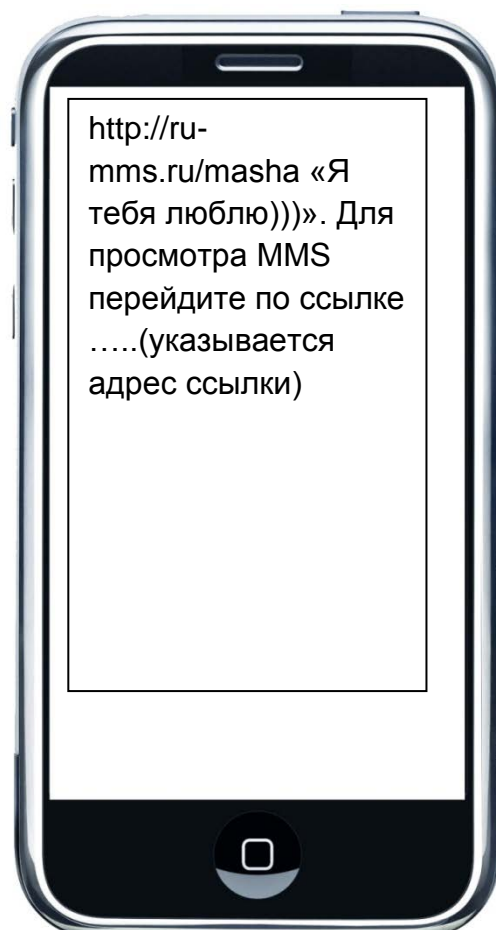 http://ru-
mms.ru/masha «Я
тебя люблю)))». Для
просмотра MMS
перейдите по ссылке
…..(указывается
адрес ссылки)